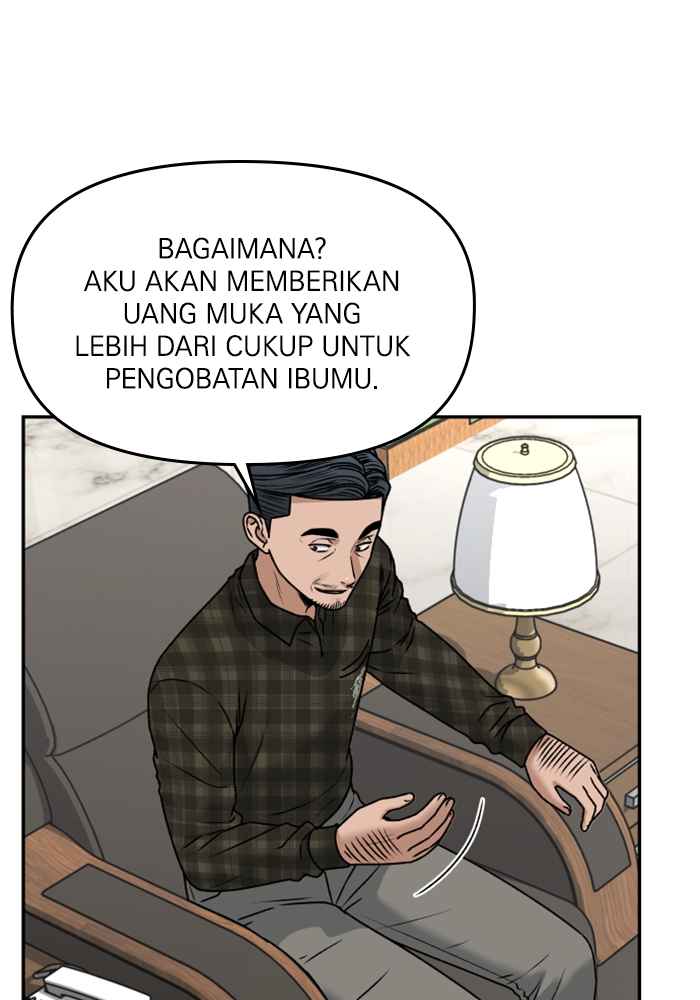 BAGAIMANA?
AKU AKAN MEMBERIKAN
UANG MUKA YANG
LEBIH DARI CUKUP UNTUK
PENGOBATAN IBUMU.